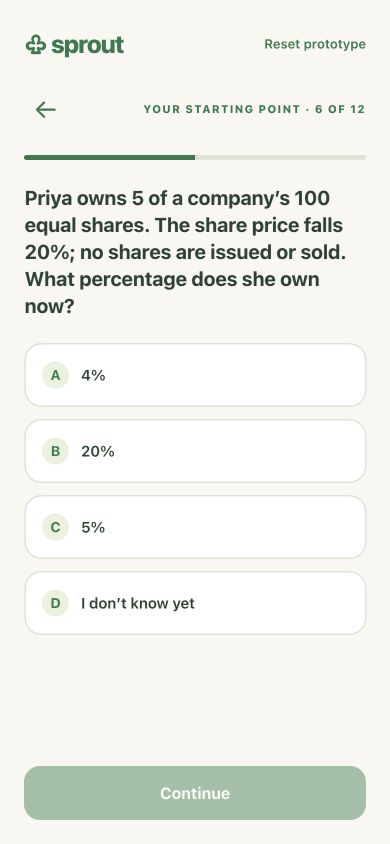 sprout
Reset prototype
YOUR STARTING POINT · 6 OF 12
Priya owns 5 of a company’s 100
equal shares. The share price falls
20%; no shares are issued or sold.
What percentage does she own
now?
A 4%
B 20%
C 5%
D I don’t know yet
Continue